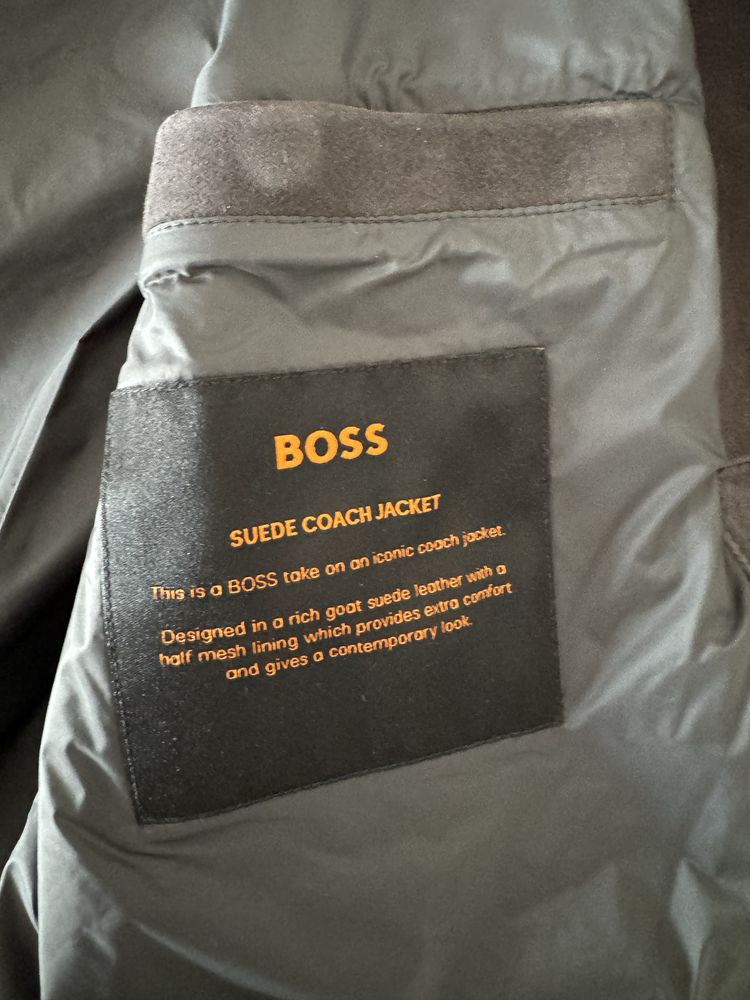 BOSS
SUEDE COACH JACKET
This is a BOSS take on an iconic coach jacket.
Designed in a rich goat suede leather with a
half mesh lining which provides extra comfort
and gives a contemporary look.